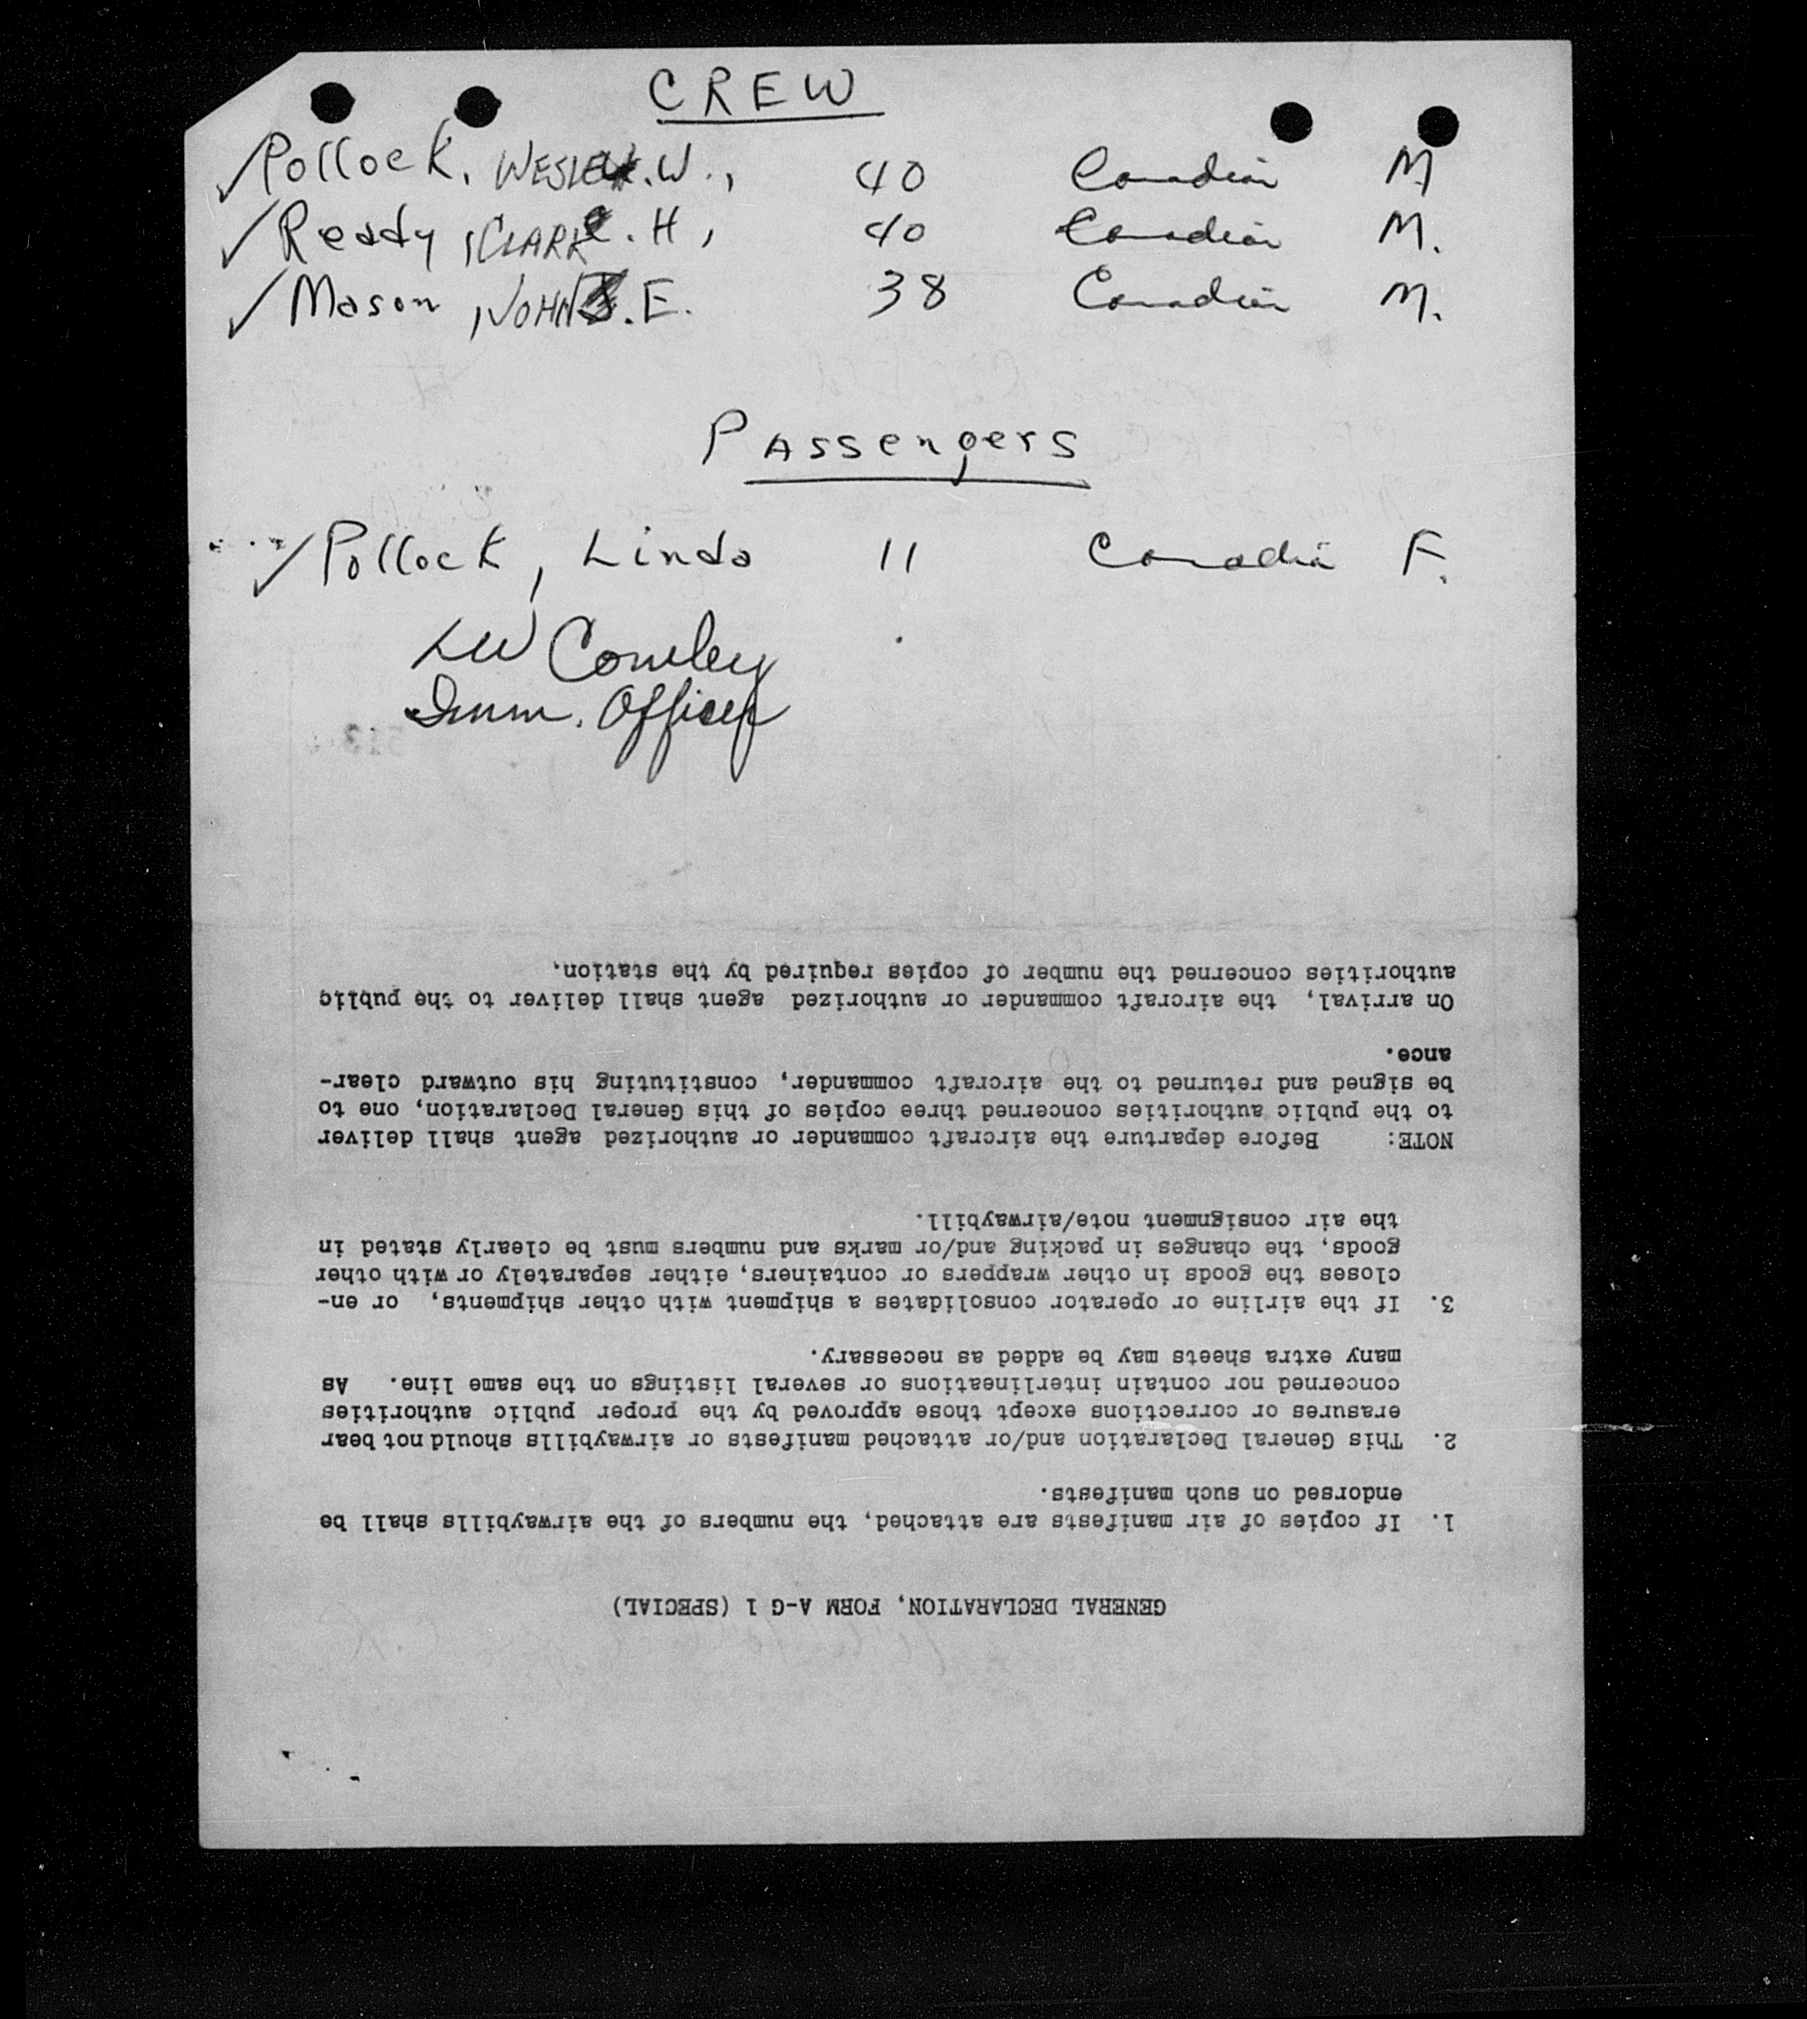 CREW
✓ Pollock, WESLEY. W., 40 Canadian M
✓ Ready, CLARK. H, 40 Canadian M.
✓ Mason, JOHN. E. 38 Canadian M.
Passengers
✓ Pollock, Linda 11 Canadian F.
LW Cowley
Imm. Officer
GENERAL DECLARATION, FORM A-G 1 (SPECIAL)
1. If copies of air manifests are attached, the numbers of the airwaybills shall be
endorsed on such manifests.
2. This General Declaration and/or attached manifests or airwaybills should not bear
erasures or corrections except those approved by the proper public authorities
concerned nor contain interlineations or several listings on the same line. As
many extra sheets may be added as necessary.
3. If the airline or operator consolidates a shipment with other shipments, or en-
closes the goods in other wrappers or containers, either separately or with other
goods, the changes in packing and/or marks and numbers must be clearly stated in
the air consignment note/airwaybill.
NOTE: Before departure the aircraft commander or authorized agent shall deliver
to the public authorities concerned three copies of this General Declaration, one to
be signed and returned to the aircraft commander, constituting his outward clear-
ance.
On arrival, the aircraft commander or authorized agent shall deliver to the public
authorities concerned the number of copies required by the station.